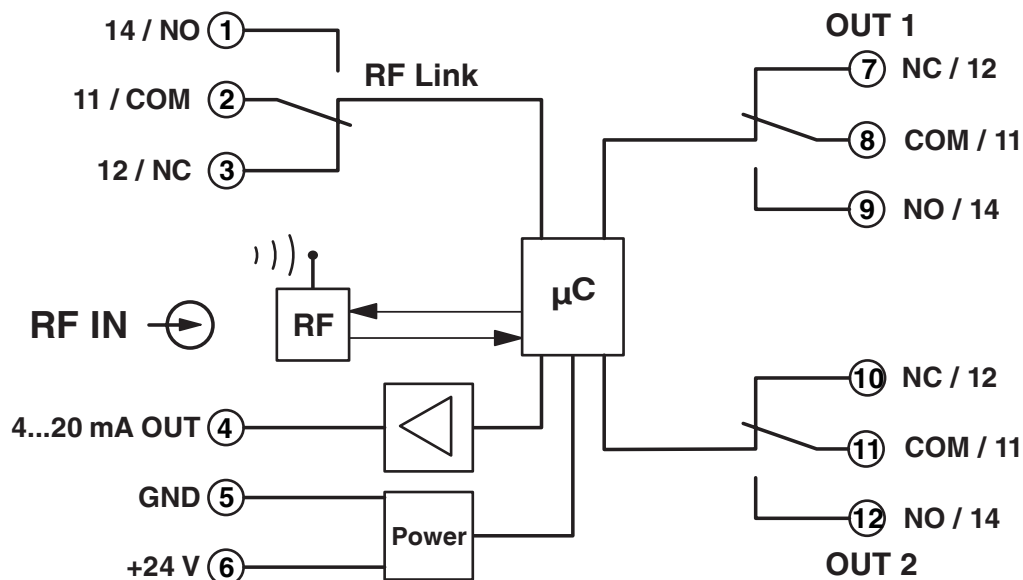 14 / NO 1
11 / COM 2
12 / NC 3
RF Link
OUT 1
7 NC / 12
8 COM / 11
9 NO / 14
µC
RF
RF IN
4...20 mA OUT 4
GND 5
+24 V 6
Power
10 NC / 12
11 COM / 11
12 NO / 14
OUT 2